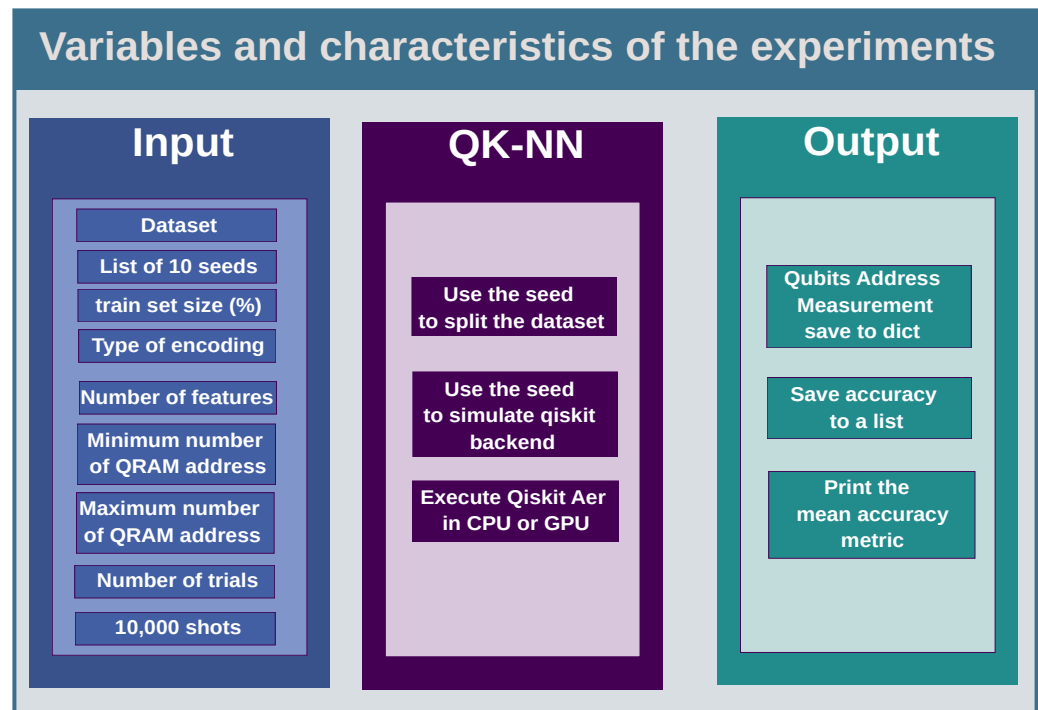 Variables and characteristics of the experiments
Input
Dataset
List of 10 seeds
train set size (%)
Type of encoding
Number of features
Minimum number
of QRAM address
Maximum number
of QRAM address
Number of trials
10,000 shots
QK-NN
Use the seed
to split the dataset
Use the seed
to simulate qiskit
backend
Execute Qiskit Aer
in CPU or GPU
Output
Qubits Address
Measurement
save to dict
Save accuracy
to a list
Print the
mean accuracy
metric